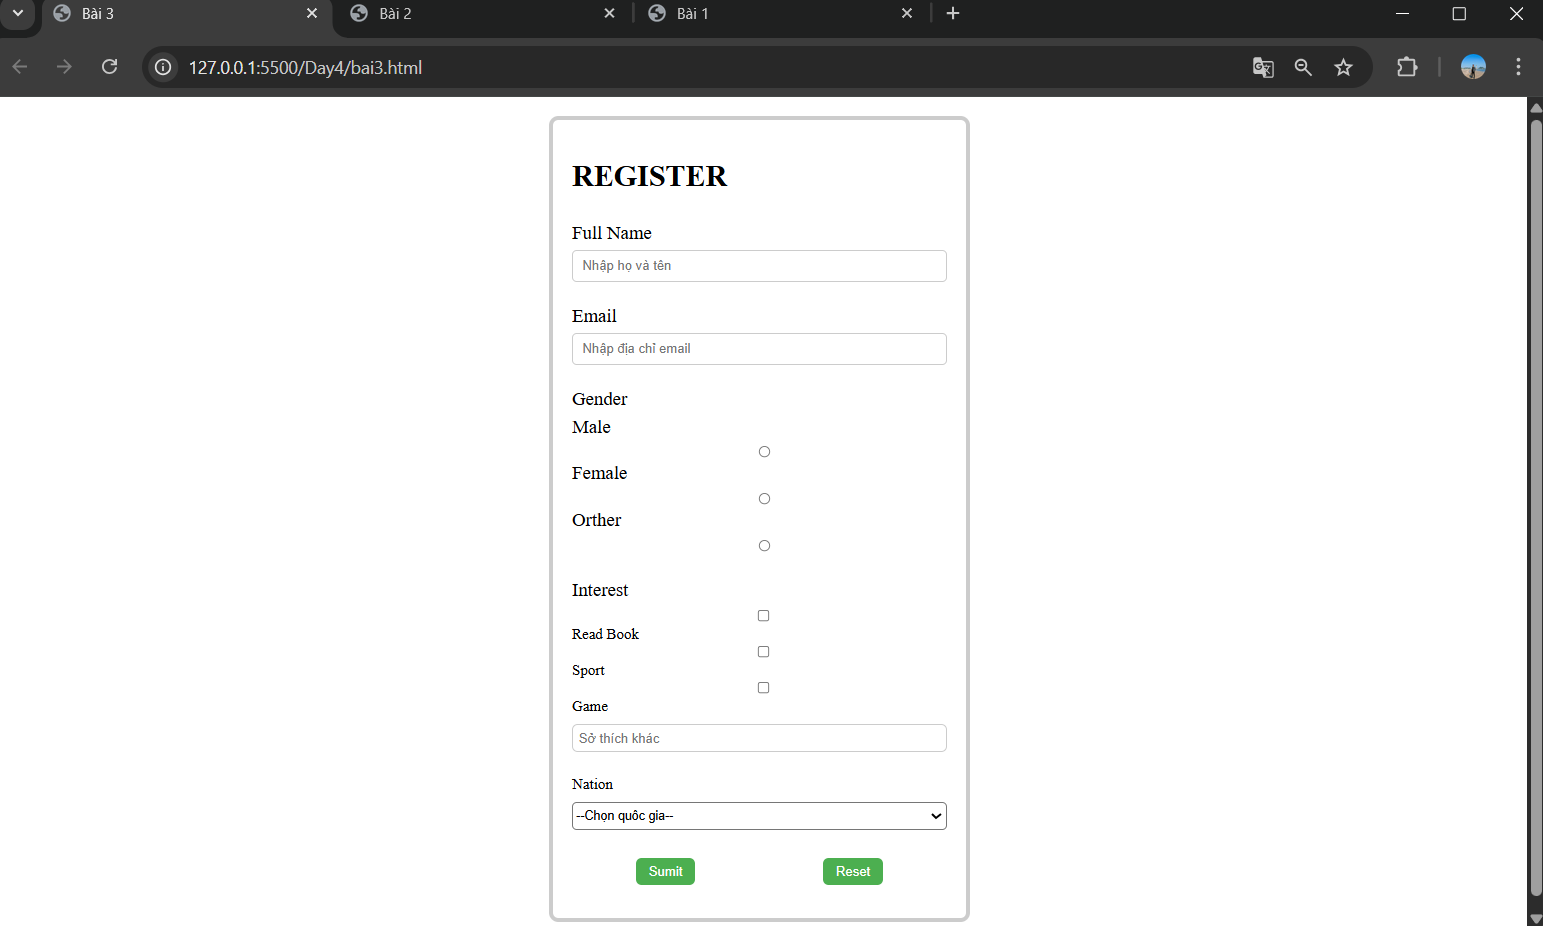 Bài 3
Bài 2
Bài 1
127.0.0.1:5500/Day4/bai3.html
REGISTER
Full Name
Nhập họ và tên
Email
Nhập địa chỉ email
Gender
Male
Female
Orther
Interest
Read Book
Sport
Game
Sở thích khác
Nation
--Chọn quốc gia--
Sumit
Reset